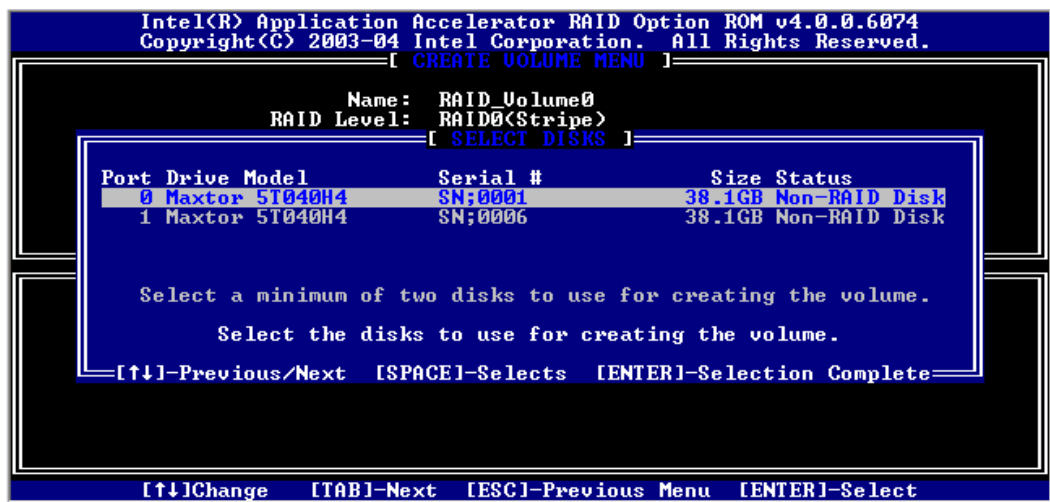 Intel(R) Application Accelerator RAID Option ROM v4.0.0.6074
Copyright(C) 2003-04 Intel Corporation. All Rights Reserved.
[ CREATE VOLUME MENU ]
Name: RAID_Volume0
RAID Level: RAID0(Stripe)
[ SELECT DISKS ]
Port Drive Model Serial # Size Status
0 Maxtor 5T040H4 SN;0001 38.1GB Non-RAID Disk
1 Maxtor 5T040H4 SN;0006 38.1GB Non-RAID Disk
Select a minimum of two disks to use for creating the volume.
Select the disks to use for creating the volume.
[↑↓]-Previous/Next [SPACE]-Selects [ENTER]-Selection Complete
[↑↓]Change [TAB]-Next [ESC]-Previous Menu [ENTER]-Select